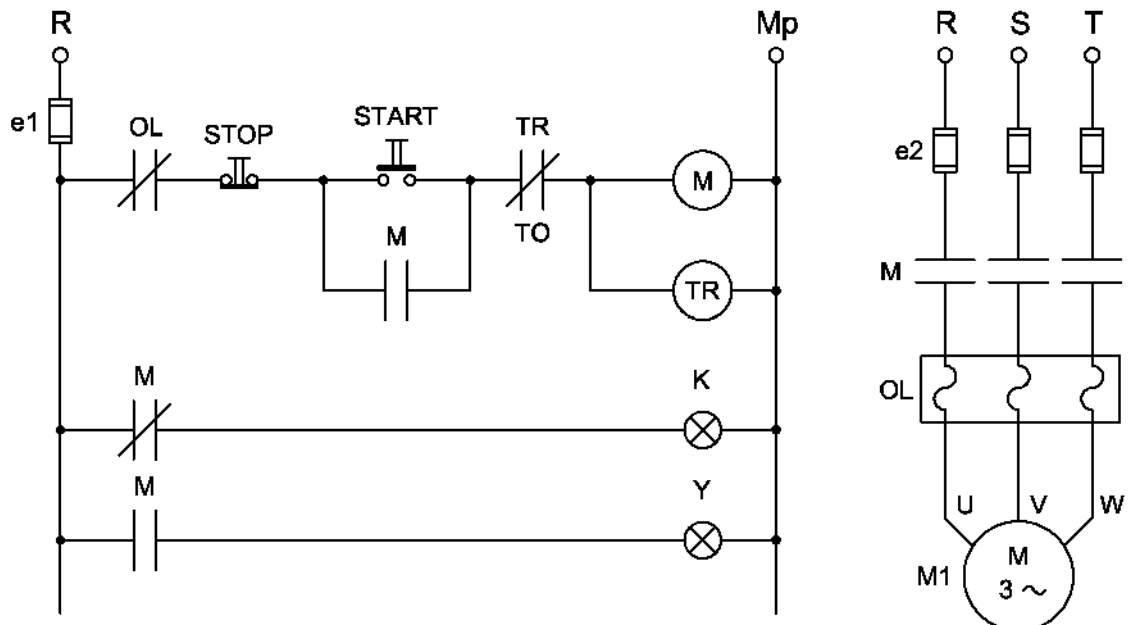 R Mp R S T
e1 OL STOP START TR e2
M TO M
M TR M
M K OL
M Y U V W
M1 M
3 ~